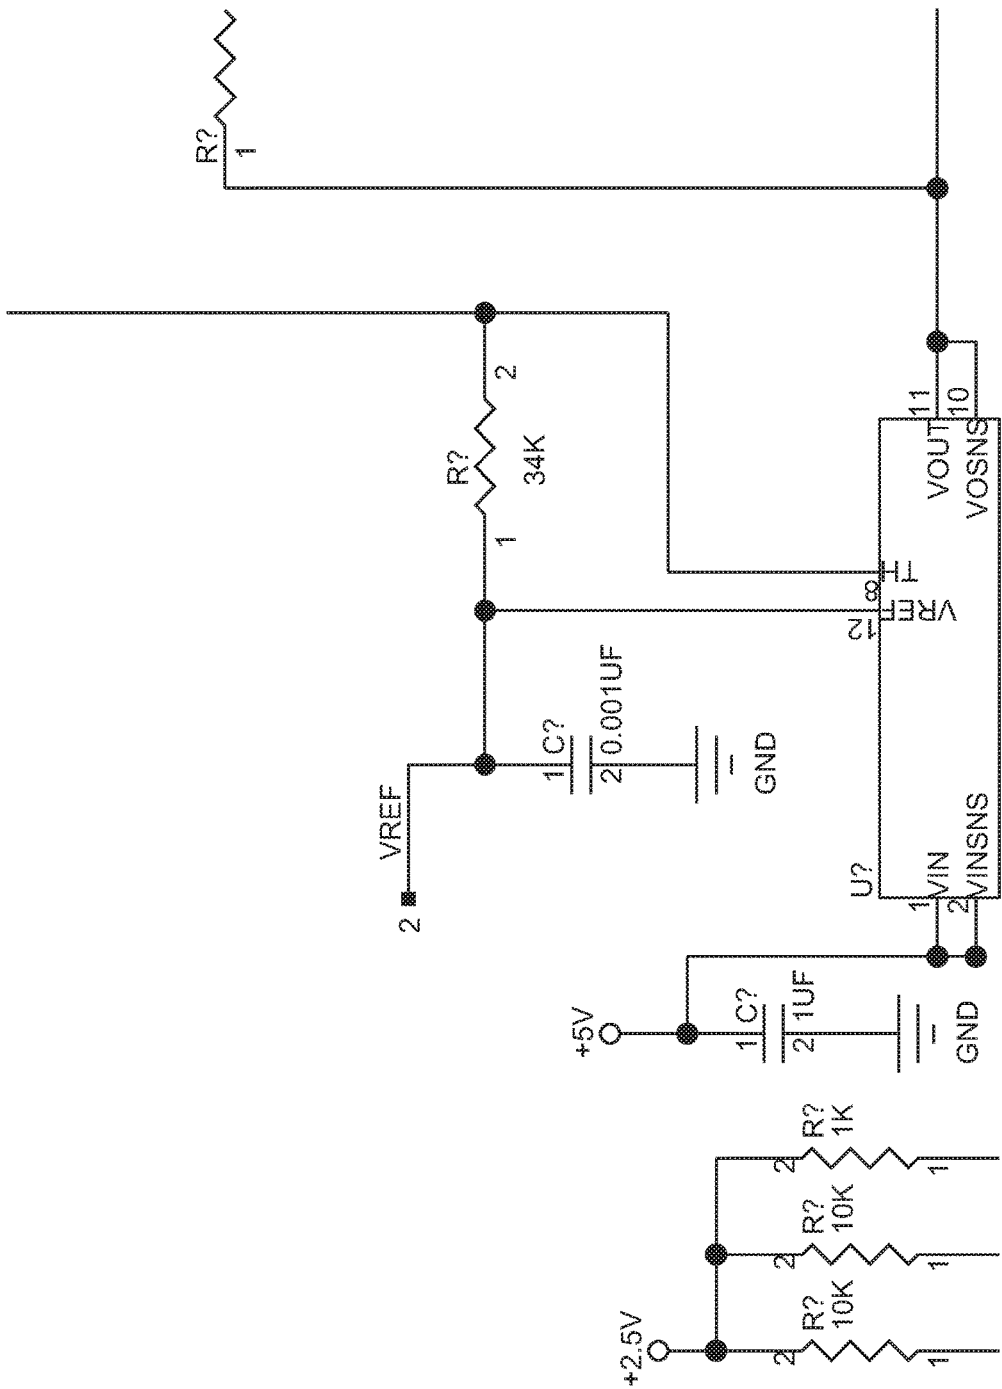 R?
1
2
R?
34K
1
11
10
VOUT
VOSNS
8
TH
12
VREF
VREF
2
1
C?
2
0.001UF
GND
U?
1
VIN
2
VINSNS
+5V
1
C?
2
1UF
GND
2
R?
1K
1
2
R?
10K
1
+2.5V
2
R?
10K
1